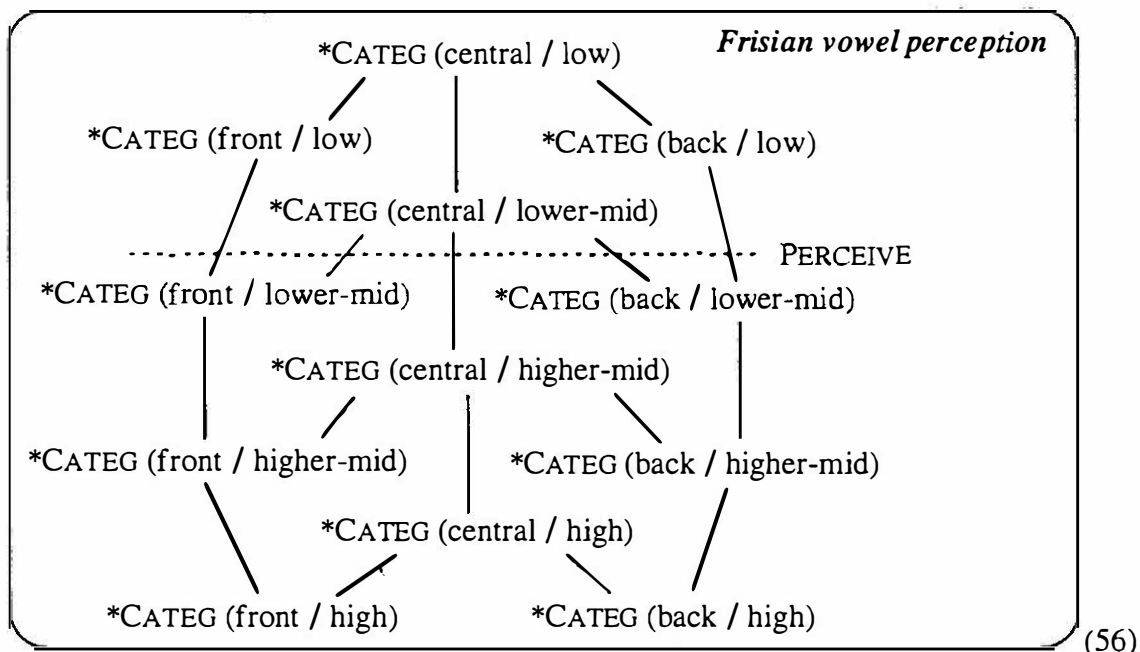 Frisian vowel perception
*CATEG (central / low)
*CATEG (front / low) *CATEG (back / low)
*CATEG (central / lower-mid)
PERCEIVE
*CATEG (front / lower-mid) *CATEG (back / lower-mid)
*CATEG (central / higher-mid)
*CATEG (front / higher-mid) *CATEG (back / higher-mid)
*CATEG (central / high)
*CATEG (front / high) *CATEG (back / high)
(56)